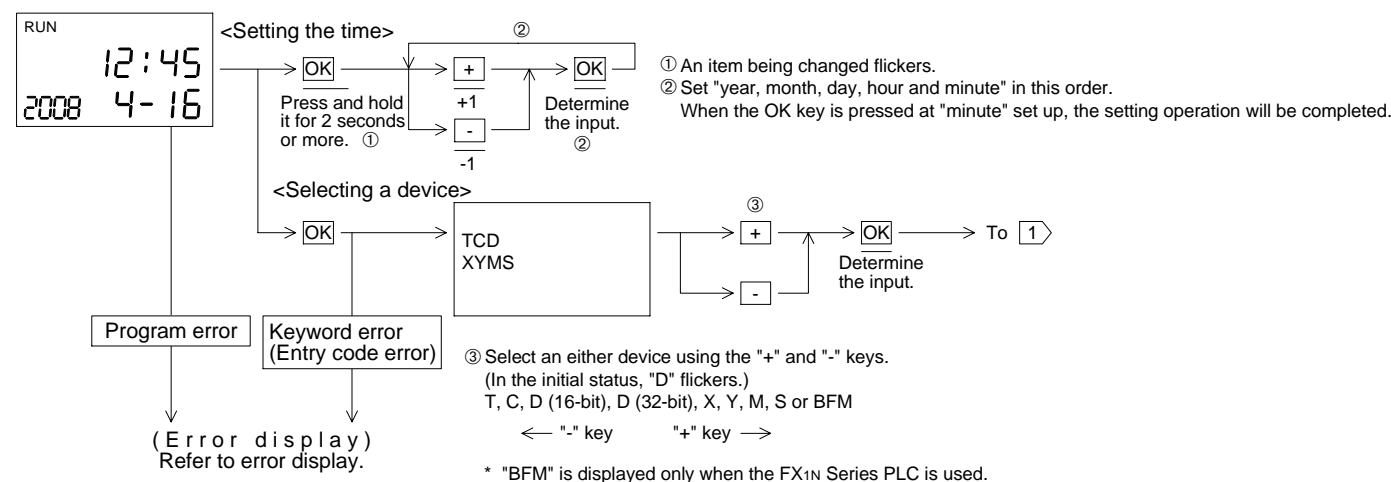 RUN
12:45
2008 4-16
<Setting the time>
OK
Press and hold
it for 2 seconds
or more. ①
+
+1
-
-1
②
OK
Determine
the input.
②
① An item being changed flickers.
② Set "year, month, day, hour and minute" in this order.
When the OK key is pressed at "minute" set up, the setting operation will be completed.
<Selecting a device>
OK
TCD
XYMS
③
+
-
OK
Determine
the input.
To 1
Program error
Keyword error
(Entry code error)
(Error display)
Refer to error display.
③ Select an either device using the "+" and "-" keys.
(In the initial status, "D" flickers.)
T, C, D (16-bit), D (32-bit), X, Y, M, S or BFM
← "-" key "+" key →
* "BFM" is displayed only when the FX1N Series PLC is used.